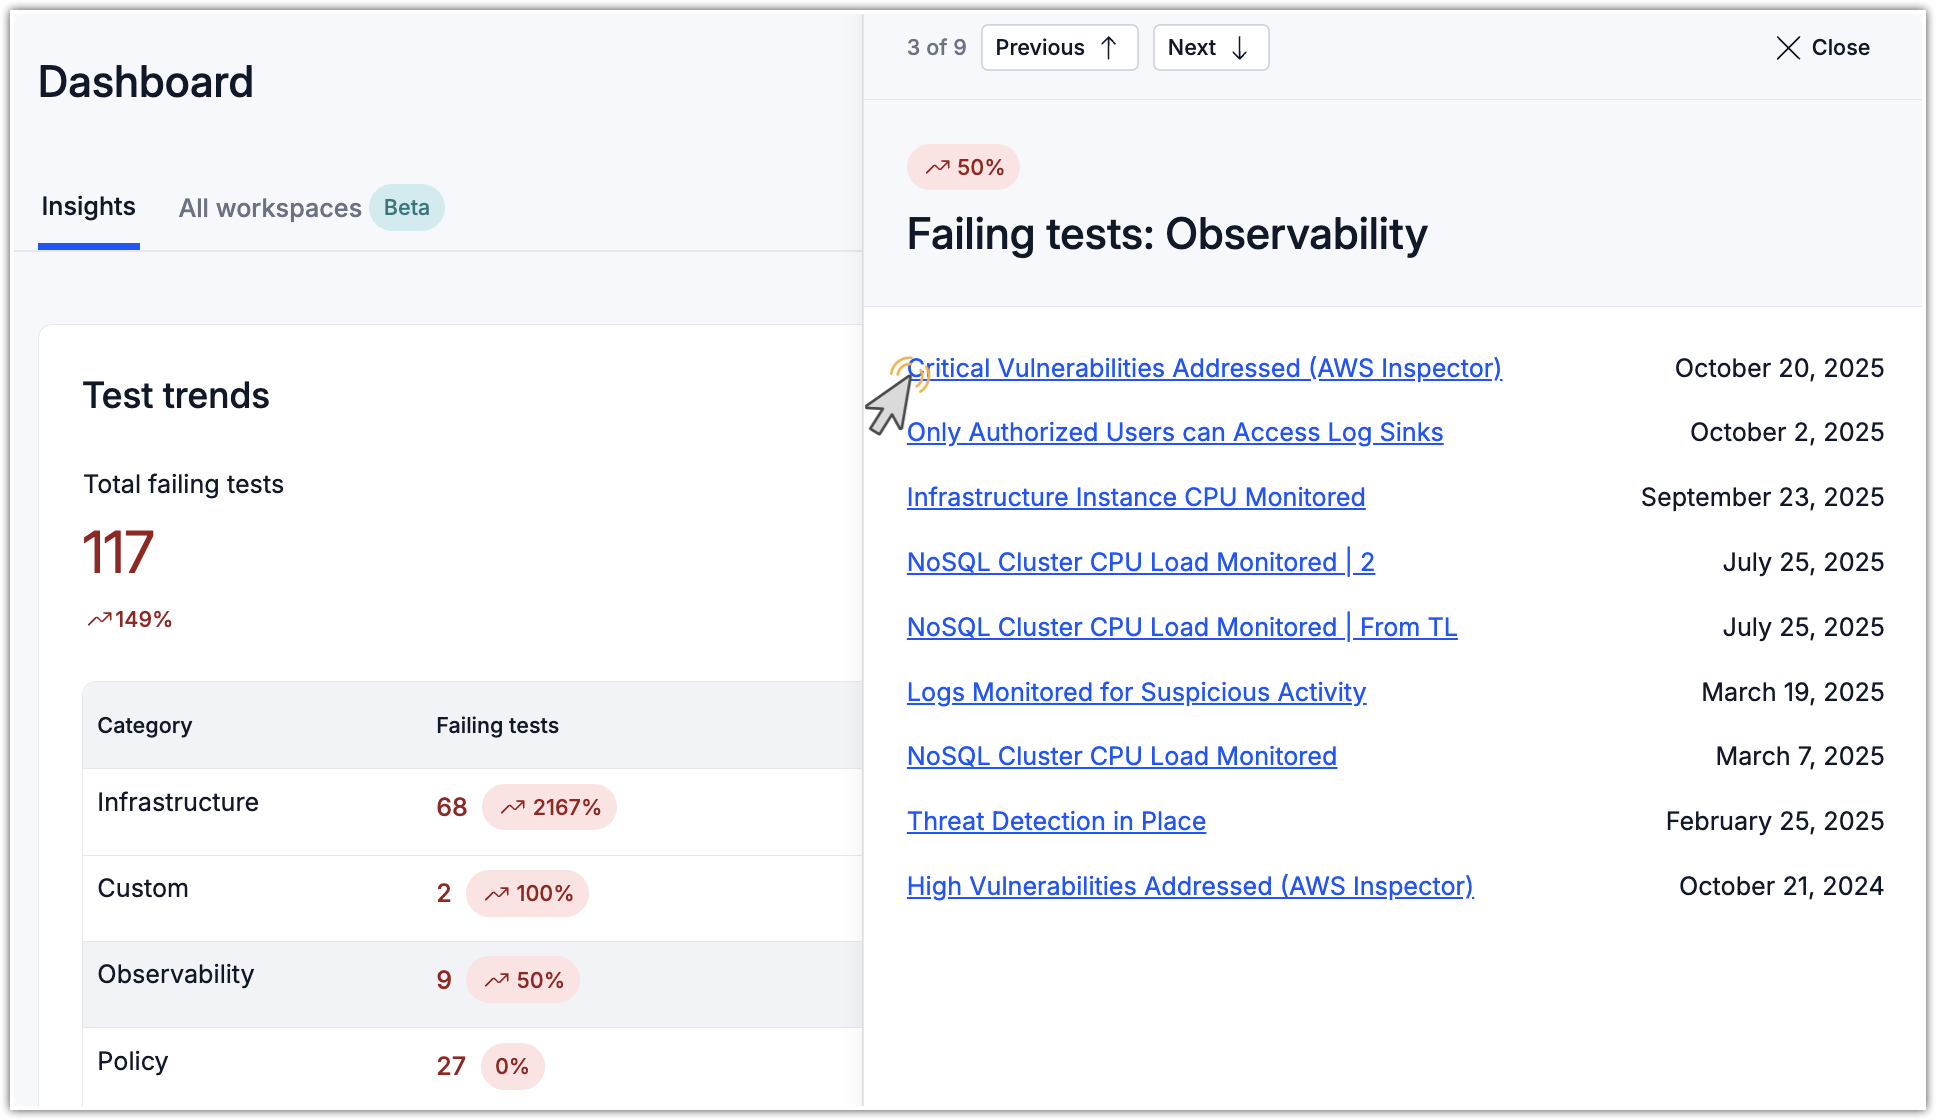 Dashboard
Insights
All workspaces Beta
Test trends
Total failing tests
117
149%
Category Failing tests
Infrastructure 68 2167%
Custom 2 100%
Observability 9 50%
Policy 27 0%
3 of 9 Previous Next Close
50%
Failing tests: Observability
Critical Vulnerabilities Addressed (AWS Inspector) October 20, 2025
Only Authorized Users can Access Log Sinks October 2, 2025
Infrastructure Instance CPU Monitored September 23, 2025
NoSQL Cluster CPU Load Monitored | 2 July 25, 2025
NoSQL Cluster CPU Load Monitored | From TL July 25, 2025
Logs Monitored for Suspicious Activity March 19, 2025
NoSQL Cluster CPU Load Monitored March 7, 2025
Threat Detection in Place February 25, 2025
High Vulnerabilities Addressed (AWS Inspector) October 21, 2024